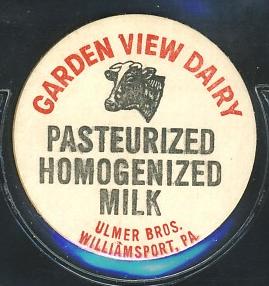 GARDEN VIEW DAIRY
PASTEURIZED
HOMOGENIZED
MILK
ULMER BROS.
WILLIAMSPORT, PA